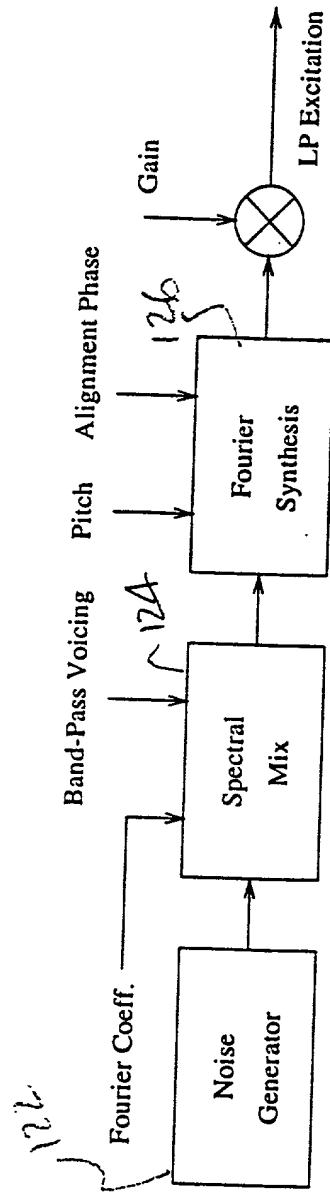 122
Fourier Coeff.
Noise
Generator
Band-Pass Voicing
124
Spectral
Mix
Pitch
Alignment Phase
126
Fourier
Synthesis
Gain
LP Excitation